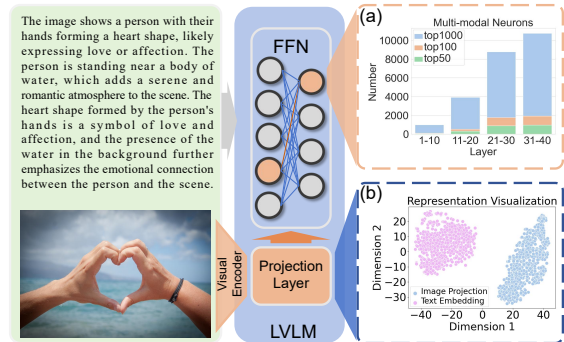 The image shows a person with their
hands forming a heart shape, likely
expressing love or affection. The
person is standing near a body of
water, which adds a serene and
romantic atmosphere to the scene. The
heart shape formed by the person's
hands is a symbol of love and
affection, and the presence of the
water in the background further
emphasizes the emotional connection
between the person and the scene.
Visual
Encoder
FFN
Projection
Layer
LVLM
(a)
Multi-modal Neurons
top1000
top100
top50
Number
10000
8000
6000
4000
2000
0
1-10 11-20 21-30 31-40
Layer
(b)
Representation Visualization
Dimension 2
20
10
0
-10
-20
-30
Image Projection
Text Embedding
-40 -20 0 20 40
Dimension 1